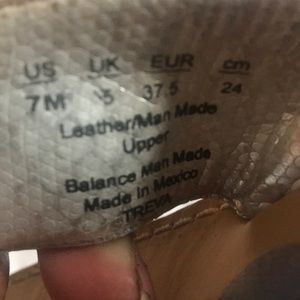 US UK EUR cm
7M 5 37.5 24
Leather/Man Made
Upper
Balance Man Made
Made in Mexico
TREVA